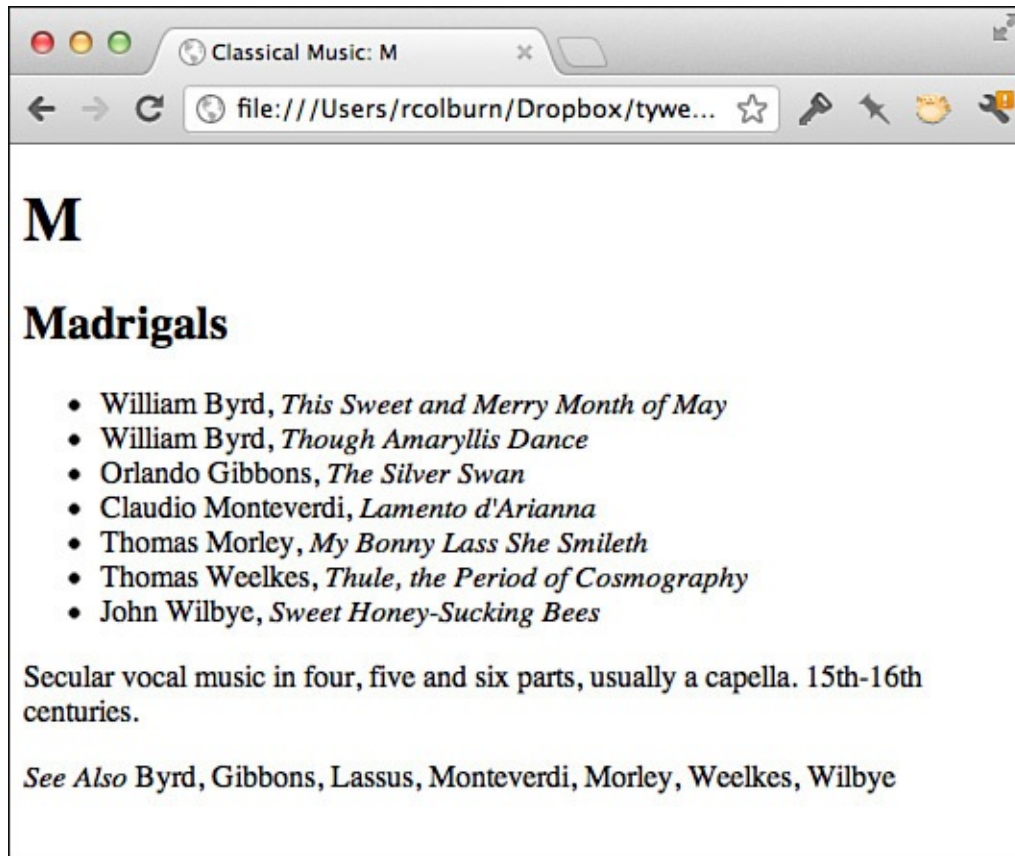 Classical Music: M
file:///Users/rcolburn/Dropbox/tywe...
M
Madrigals
William Byrd, This Sweet and Merry Month of May
William Byrd, Though Amaryllis Dance
Orlando Gibbons, The Silver Swan
Claudio Monteverdi, Lamento d'Arianna
Thomas Morley, My Bonny Lass She Smileth
Thomas Weelkes, Thule, the Period of Cosmography
John Wilbye, Sweet Honey-Sucking Bees
Secular vocal music in four, five and six parts, usually a capella. 15th-16th
centuries.
See Also Byrd, Gibbons, Lassus, Monteverdi, Morley, Weelkes, Wilbye